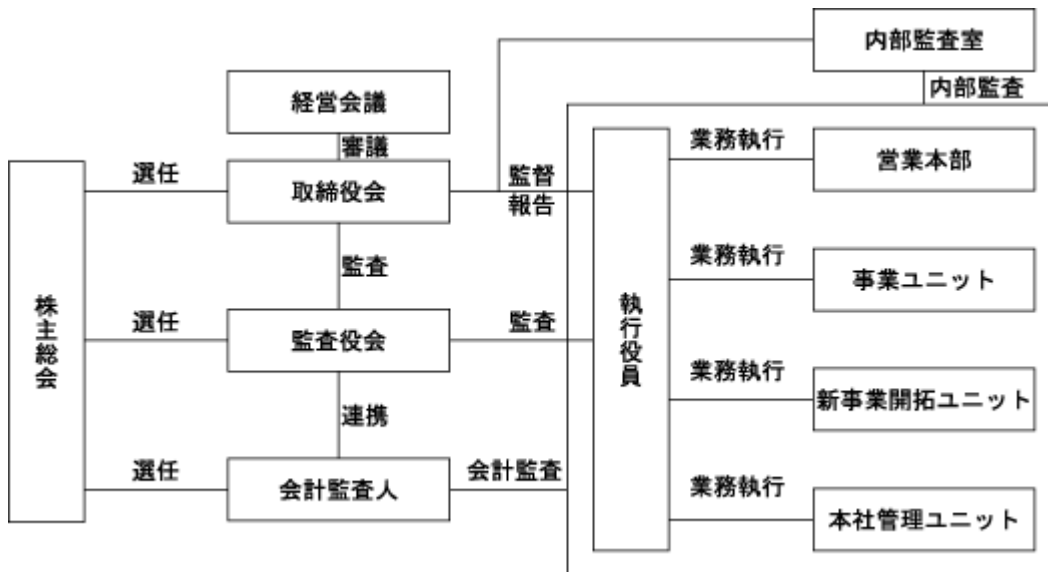 内部監査室
内部監査
経営会議
審議
選任
取締役会
監督
報告
業務執行
営業本部
監査
業務執行
事業ユニット
株主総会
選任
監査役会
監査
執行役員
業務執行
新事業開拓ユニット
連携
選任
会計監査人
会計監査
業務執行
本社管理ユニット